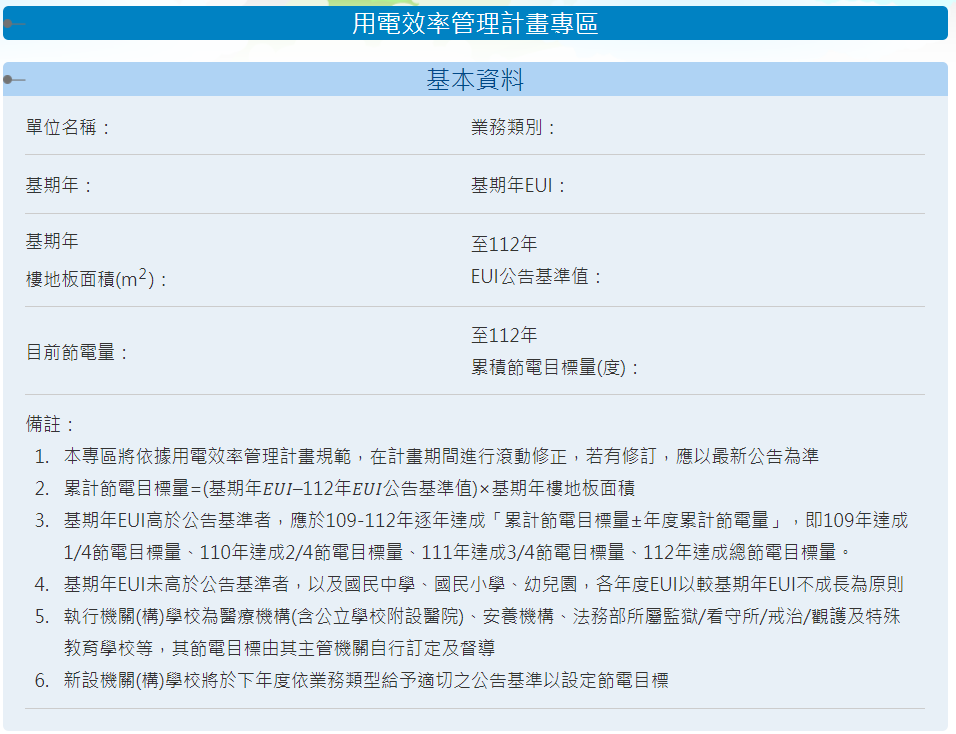 用電效率管理計畫專區
基本資料
單位名稱：
業務類別：
基期年：
基期年EUI：
基期年
樓地板面積(m²)：
至112年
EUI公告基準值：
目前節電量：
至112年
累積節電目標量(度)：
備註：
1. 本專區將依據用電效率管理計畫規範，在計畫期間進行滾動修正，若有修訂，應以最新公告為準
2. 累計節電目標量=(基期年EUI–112年EUI公告基準值)×基期年樓地板面積
3. 基期年EUI高於公告基準者，應於109-112年逐年達成「累計節電目標量±年度累計節電量」，即109年達成
1/4節電目標量、110年達成2/4節電目標量、111年達成3/4節電目標量、112年達成總節電目標量。
4. 基期年EUI未高於公告基準者，以及國民中學、國民小學、幼兒園，各年度EUI以較基期年EUI不成長為原則
5. 執行機關(構)學校為醫療機構(含公立學校附設醫院)、安養機構、法務部所屬監獄/看守所/戒治/觀護及特殊
教育學校等，其節電目標由其主管機關自行訂定及督導
6. 新設機關(構)學校將於下年度依業務類型給予適切之公告基準以設定節電目標